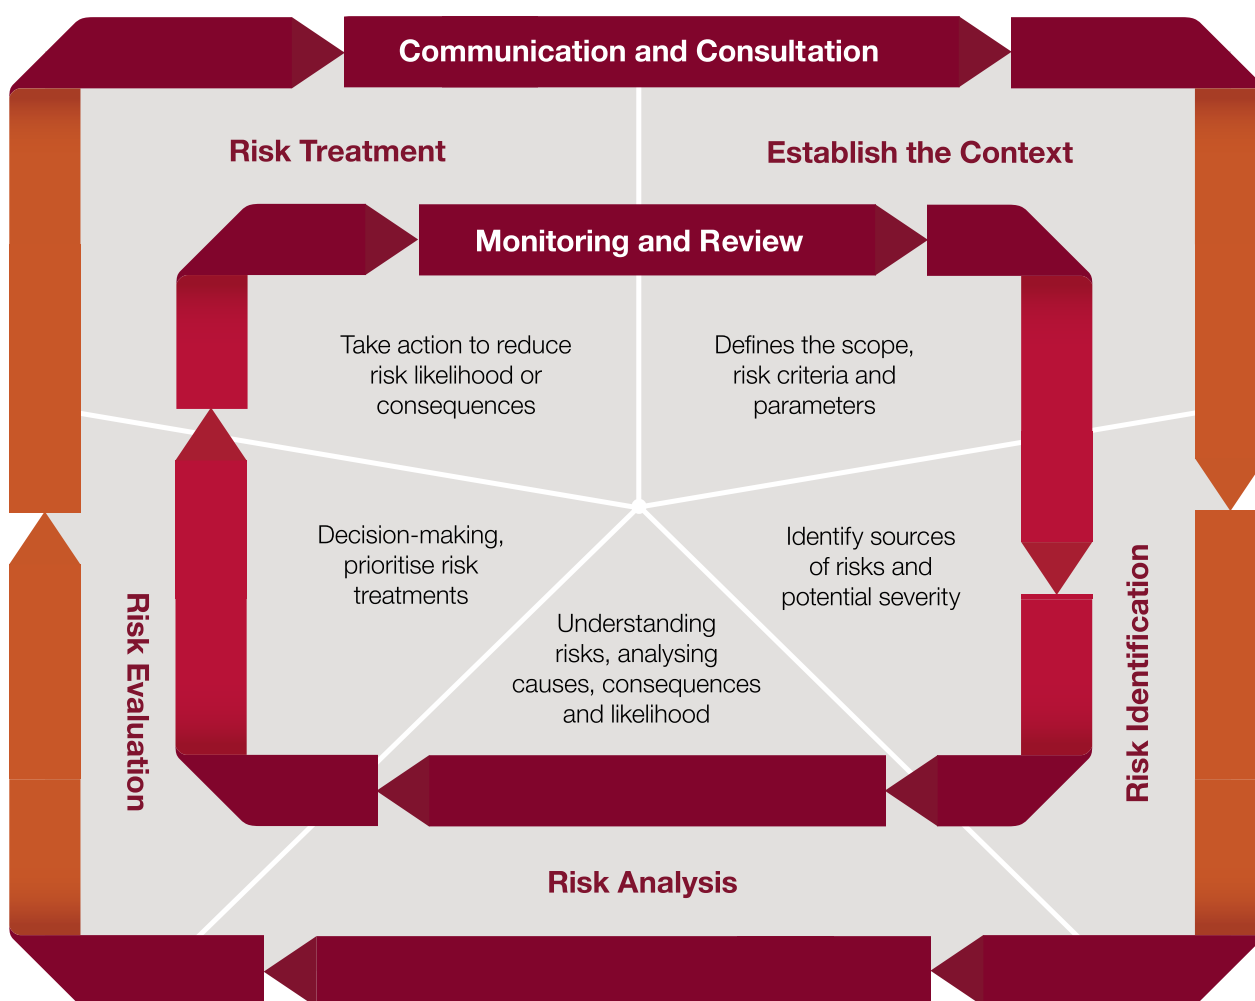 Communication and Consultation
Risk Treatment
Establish the Context
Monitoring and Review
Take action to reduce
risk likelihood or
consequences
Defines the scope,
risk criteria and
parameters
Decision-making,
prioritise risk
treatments
Identify sources
of risks and
potential severity
Understanding
risks, analysing
causes, consequences
and likelihood
Risk Evaluation
Risk Identification
Risk Analysis